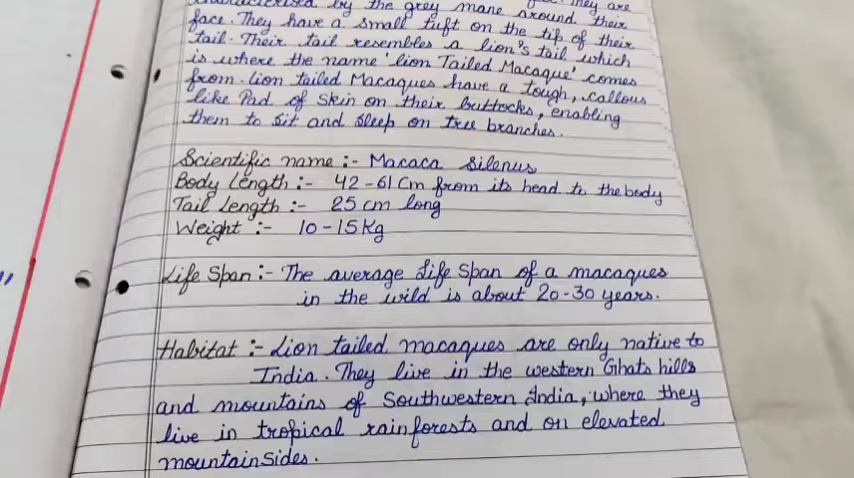 characterised by the grey mane around their
They are
face. They have a small tuft on the tip of their
tail. Their tail resembles a lion's tail which
is where the name 'lion Tailed Macaque' comes
from. lion tailed Macaques have a tough, callous
like Pad of skin on their buttocks, enabling
them to sit and sleep on tree branches.
Scientific name :- Macaca silenus
Body Length :- 42-61 Cm from its head to the body
Tail Length :- 25 cm long
Weight :- 10-15 Kg
Life Span :- The average life span of a macaques
in the wild is about 20-30 years.
Habitat :- Lion tailed macaques are only native to
India. They live in the western Ghats hills
and mountains of Southwestern India, where they
live in tropical rainforests and on elevated
mountainsides.